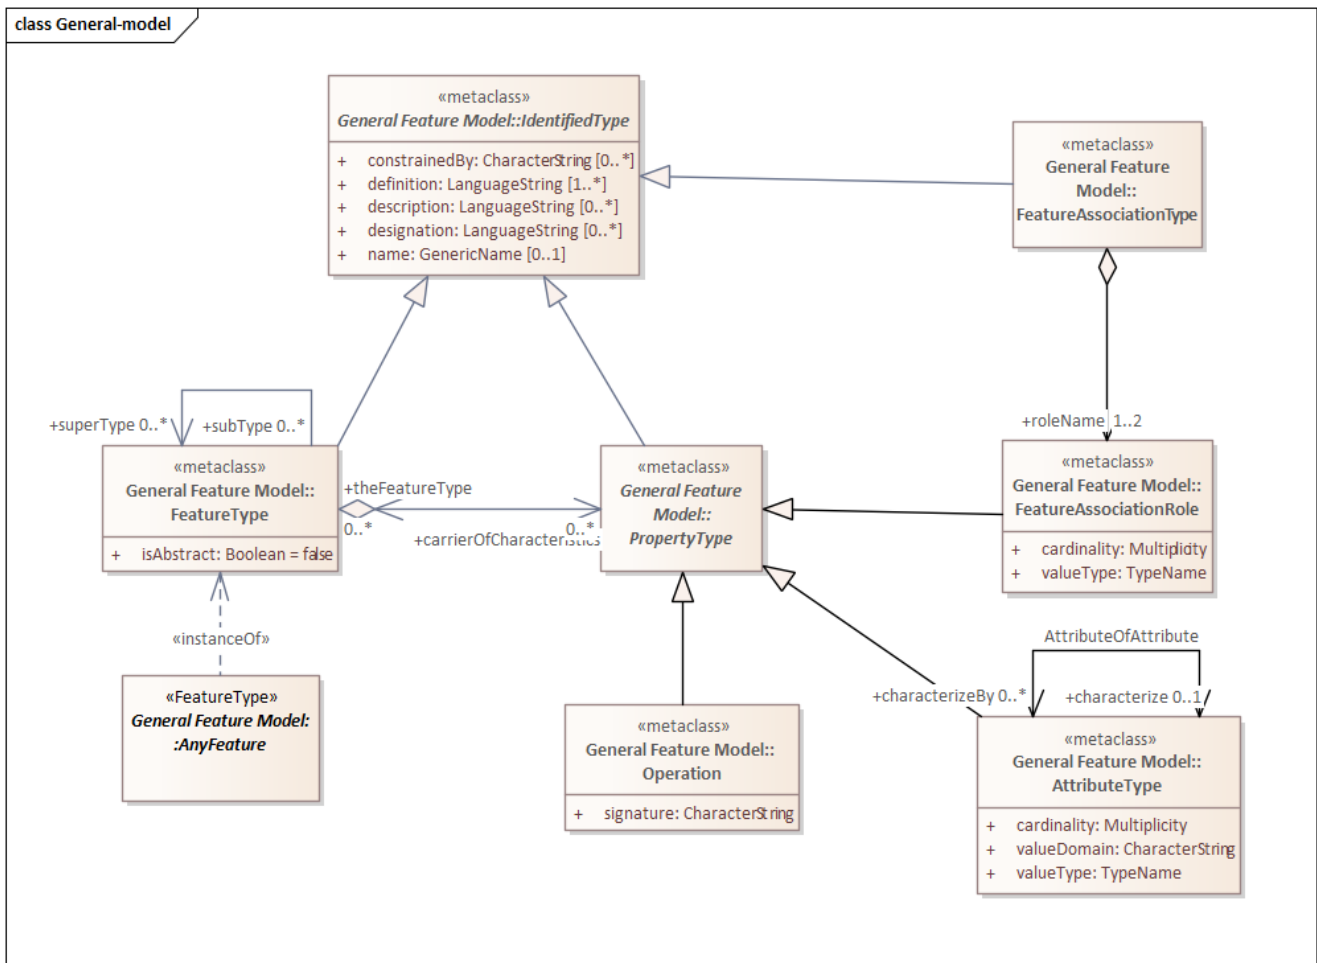 class General-model
«metaclass»
General Feature Model::IdentifiedType
+ constrainedBy: CharacterString [0..*]
+ definition: LanguageString [1..*]
+ description: LanguageString [0..*]
+ designation: LanguageString [0..*]
+ name: GenericName [0..1]
«metaclass»
General Feature
Model::
FeatureAssociationType
+superType 0..*
+subType 0..*
+roleName 1..2
«metaclass»
General Feature Model::
FeatureType
+ isAbstract: Boolean = false
+theFeatureType
0..*
0..*
+carrierOfCharacteristics
«metaclass»
General Feature
Model::
PropertyType
«metaclass»
General Feature Model::
FeatureAssociationRole
+ cardinality: Multiplicity
+ valueType: TypeName
«instanceOf»
AttributeOfAttribute
+characterizeBy 0..*
+characterize 0..1
«FeatureType»
General Feature Model:
:AnyFeature
«metaclass»
General Feature Model::
Operation
+ signature: CharacterString
«metaclass»
General Feature Model::
AttributeType
+ cardinality: Multiplicity
+ valueDomain: CharacterString
+ valueType: TypeName